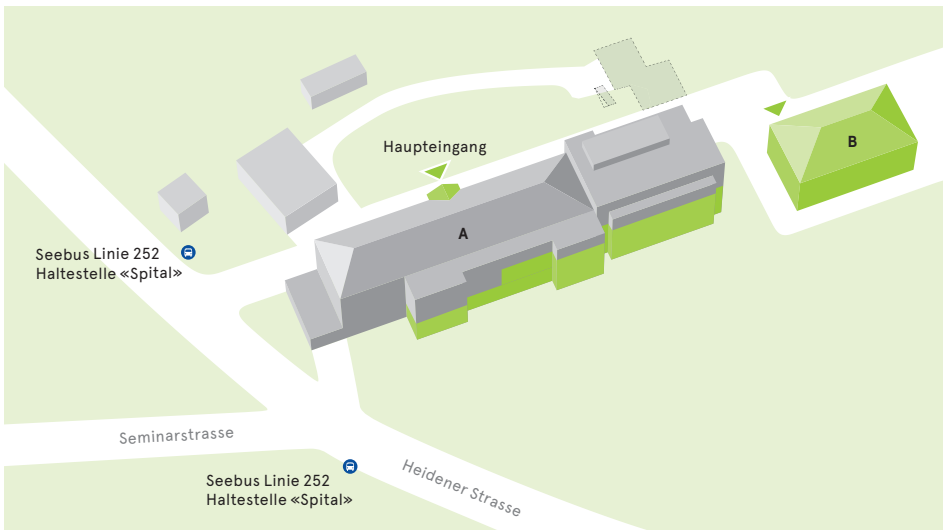 Haupteingang
B
A
Seebus Linie 252
Haltestelle «Spital»
Seminarstrasse
Heidener Strasse
Seebus Linie 252
Haltestelle «Spital»